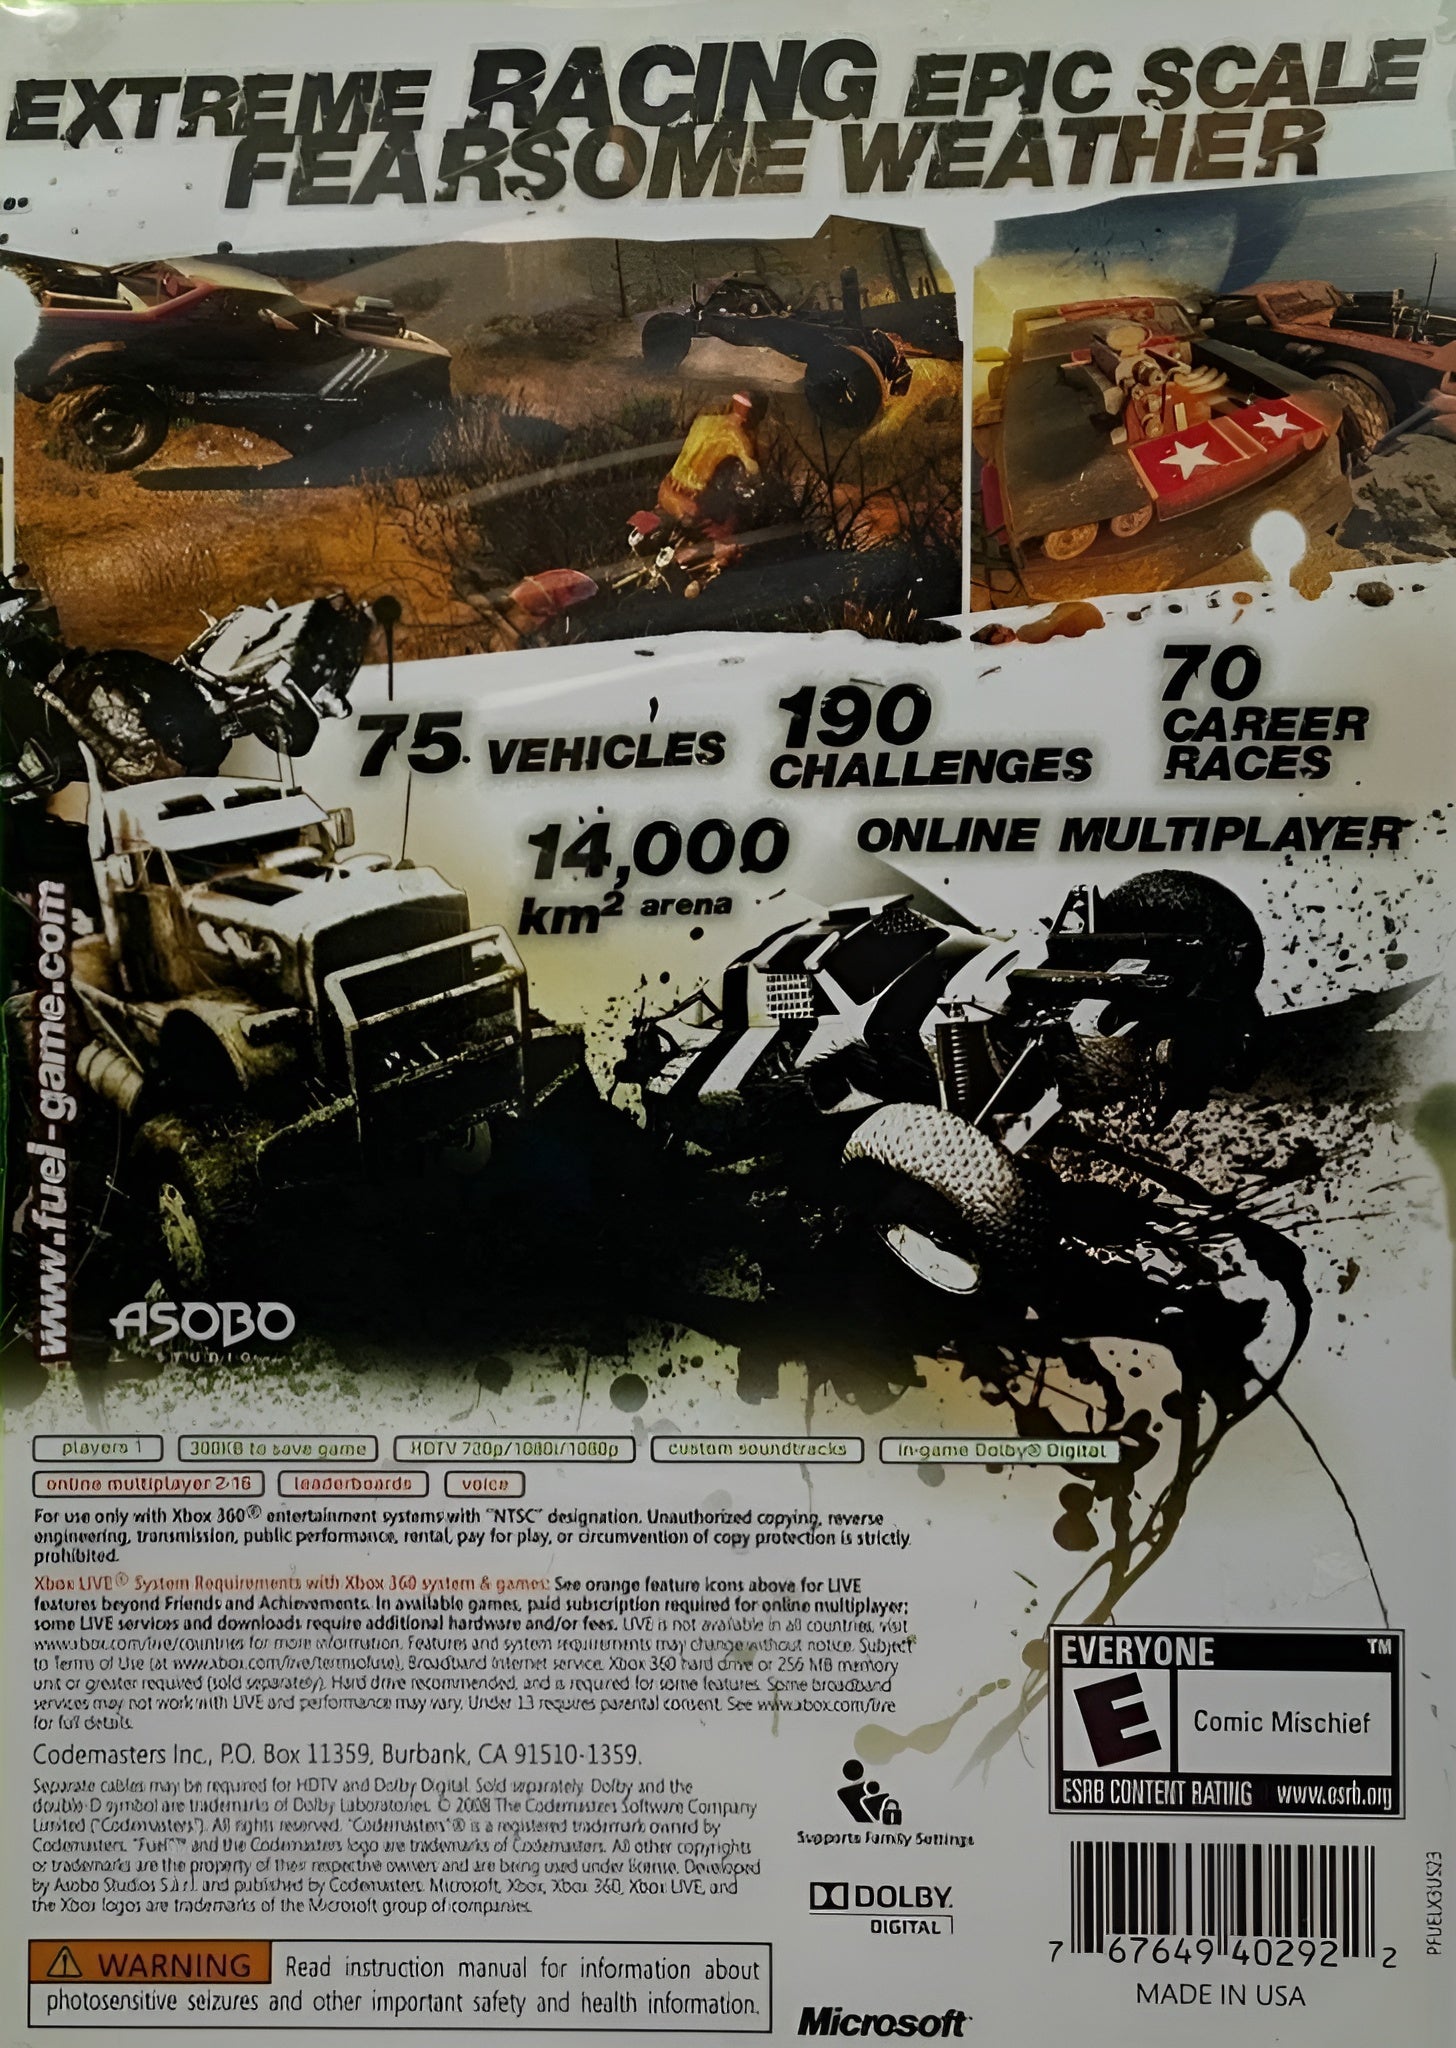 EXTREME RACING EPIC SCALE
FEARSOME WEATHER
75 VEHICLES
190
CHALLENGES
70
CAREER
RACES
14,000
km² arena
ONLINE MULTIPLAYER
www.fuel-game.com
ASOBO
STUDIO
players 1
300KB to save game
HDTV 720p/1080i/1080p
custom soundtracks
in-game Dolby® Digital
online multiplayer 2-16
leaderboards
voice
For use only with Xbox 360® entertainment systems with "NTSC" designation. Unauthorized copying, reverse
engineering, transmission, public performance, rental, pay for play, or circumvention of copy protection is strictly
prohibited.
Xbox LIVE® System Requirements with Xbox 360 system & games: See orange feature icons above for LIVE
features beyond Friends and Achievements. In available games, paid subscription required for online multiplayer;
some LIVE services and downloads require additional hardware and/or fees. LIVE is not available in all countries, visit
www.xbox.com/live/countries for more information. Features and system requirements may change without notice. Subject
to Terms of Use (at www.xbox.com/live/termsofuse). Broadband Internet service. Xbox 360 hard drive or 256 MB memory
unit or greater required (sold separately). Hard drive recommended, and is required for some features. Some broadband
services may not work with LIVE and performance may vary. Under 13 requires parental consent. See www.xbox.com/live
for full details.
Codemasters Inc., P.O. Box 11359, Burbank, CA 91510-1359.
Separate cables may be required for HDTV and Dolby Digital. Sold separately. Dolby and the
double-D symbol are trademarks of Dolby Laboratories. © 2008 The Codemasters Software Company
Limited ("Codemasters"). All rights reserved. "Codemasters"® is a registered trademark owned by
Codemasters. "Fuel"™ and the Codemasters logo are trademarks of Codemasters. All other copyrights
or trademarks are the property of their respective owners and are being used under license. Developed
by Asobo Studios S.à r.l. and published by Codemasters. Microsoft, Xbox, Xbox 360, Xbox LIVE, and
the Xbox logos are trademarks of the Microsoft group of companies.
WARNING Read instruction manual for information about
photosensitive seizures and other important safety and health information.
Supports Family Settings
DOLBY
DIGITAL
Microsoft
EVERYONE ™
E
Comic Mischief
ESRB CONTENT RATING www.esrb.org
7 67649 40292 2
MADE IN USA
PFUELX3US23